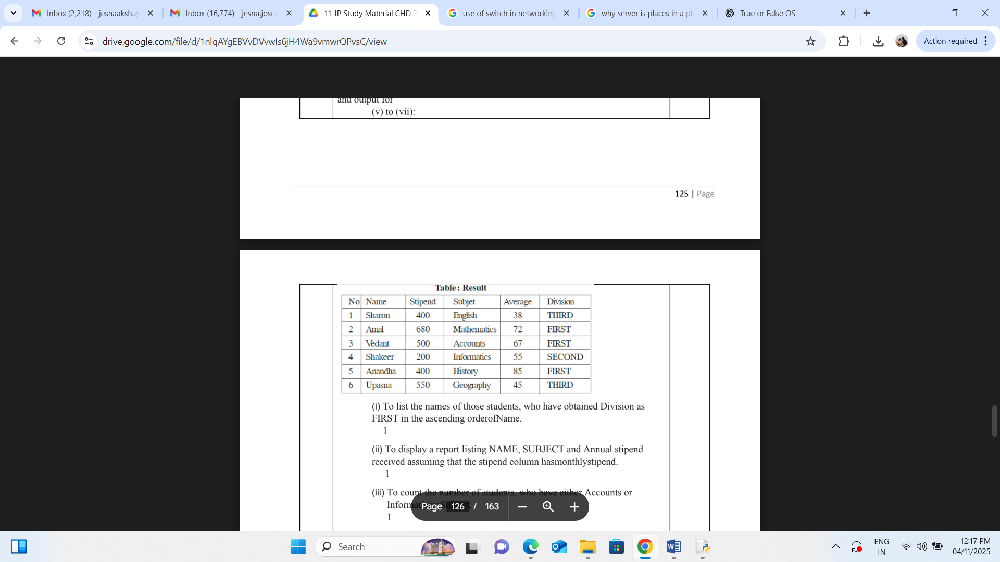 Inbox (2,218) - jesnaakshay
Inbox (16,774) - jesna.jose
11 IP Study Material CHD 2
use of switch in networking
why server is places in a pl
True or False OS
drive.google.com/file/d/1nlqAYgEBVvDVvwIs6jH4Wa9vmwrQPvsC/view
Action required
and output for
(v) to (vii):
125 | Page
Table: Result
No Name Stipend Subjet Average Division
1 Sharon 400 English 38 THIRD
2 Amal 680 Mathematics 72 FIRST
3 Vedant 500 Accounts 67 FIRST
4 Shakeer 200 Informatics 55 SECOND
5 Anandha 400 History 85 FIRST
6 Upasna 550 Geography 45 THIRD
(i) To list the names of those students, who have obtained Division as
FIRST in the ascending orderofName.
1
(ii) To display a report listing NAME, SUBJECT and Annual stipend
received assuming that the stipend column hasmonthlystipend.
1
(iii) To count the number of students, who have either Accounts or
1
Page 126 / 163
Search
ENG
IN
12:17 PM
04/11/2025